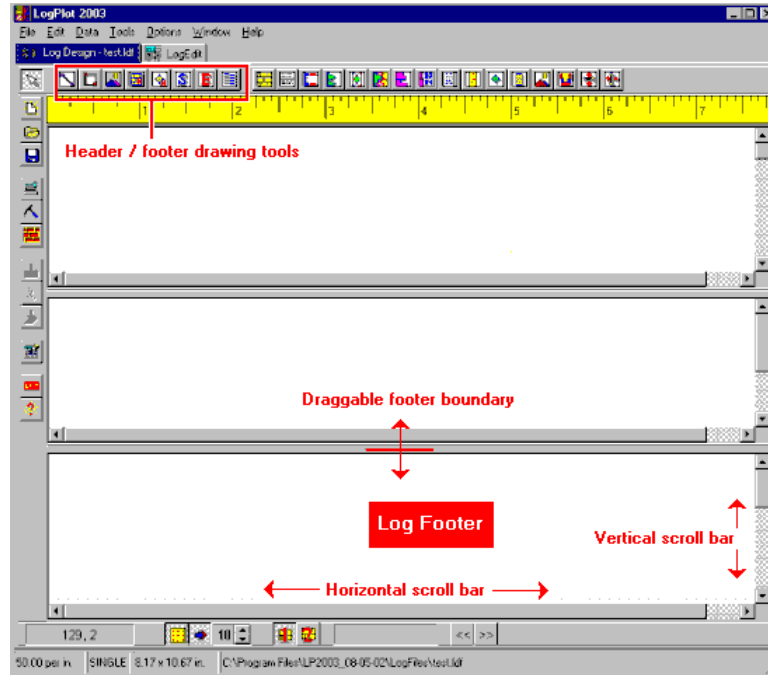 LogPlot 2003
File Edit Data Tools Options Window Help
Log Design - test.ldf LogEdit
1 2 3 4 5 6 7
Header / footer drawing tools
Draggable footer boundary
Log Footer
Vertical scroll bar
Horizontal scroll bar
129, 2 10 << >>
50.00 per in. SINGLE 8.17 x 10.67 in. C:\Program Files\LP2003_08-05-02\LogFiles\test.ldf